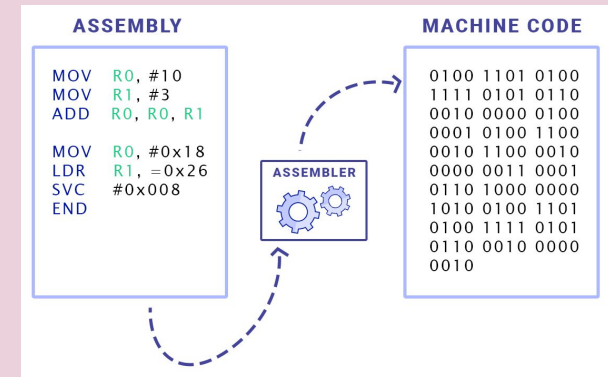 ASSEMBLY
MOV R0, #10
MOV R1, #3
ADD R0, R0, R1
MOV R0, #0x18
LDR R1, =0x26
SVC #0x008
END
ASSEMBLER
MACHINE CODE
0100 1101 0100
1111 0101 0110
0010 0000 0100
0001 0100 1100
0010 1100 0010
0000 0011 0001
0110 1000 0000
1010 0100 1101
0100 1111 0101
0110 0010 0000
0010